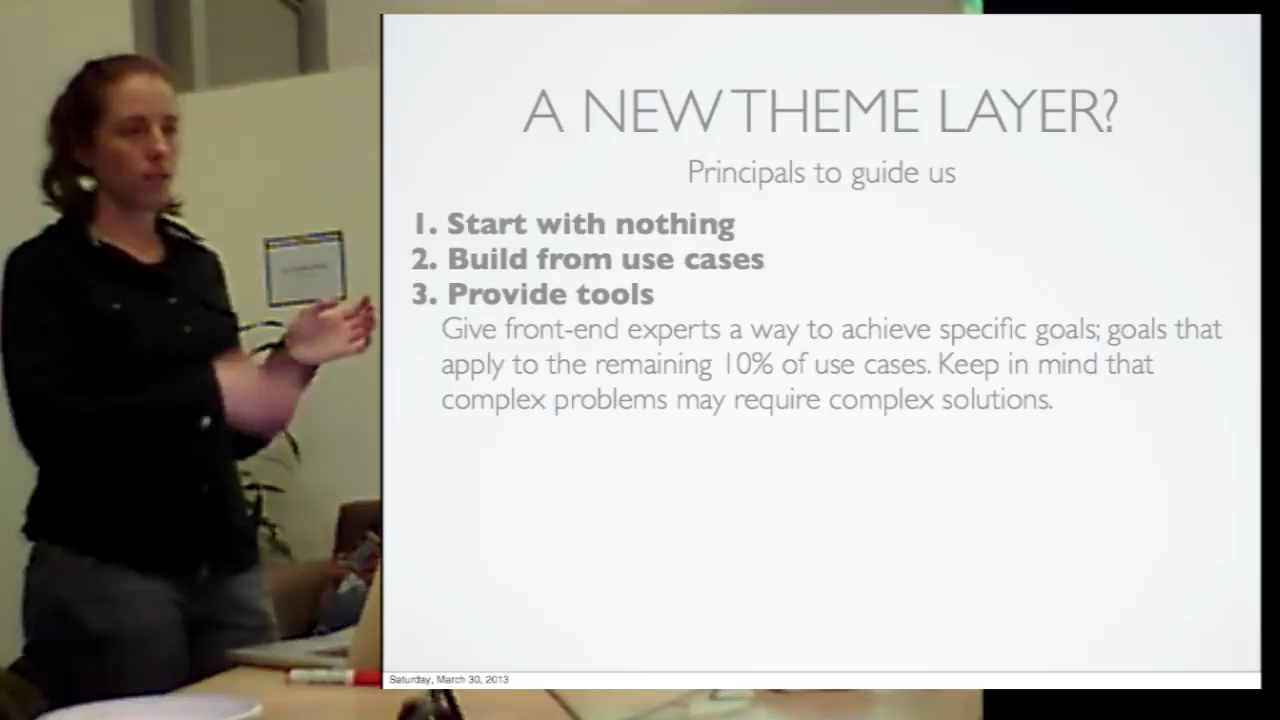 A NEW THEME LAYER?
Principals to guide us
1. Start with nothing
2. Build from use cases
3. Provide tools
Give front-end experts a way to achieve specific goals; goals that
apply to the remaining 10% of use cases. Keep in mind that
complex problems may require complex solutions.
Saturday, March 30, 2013